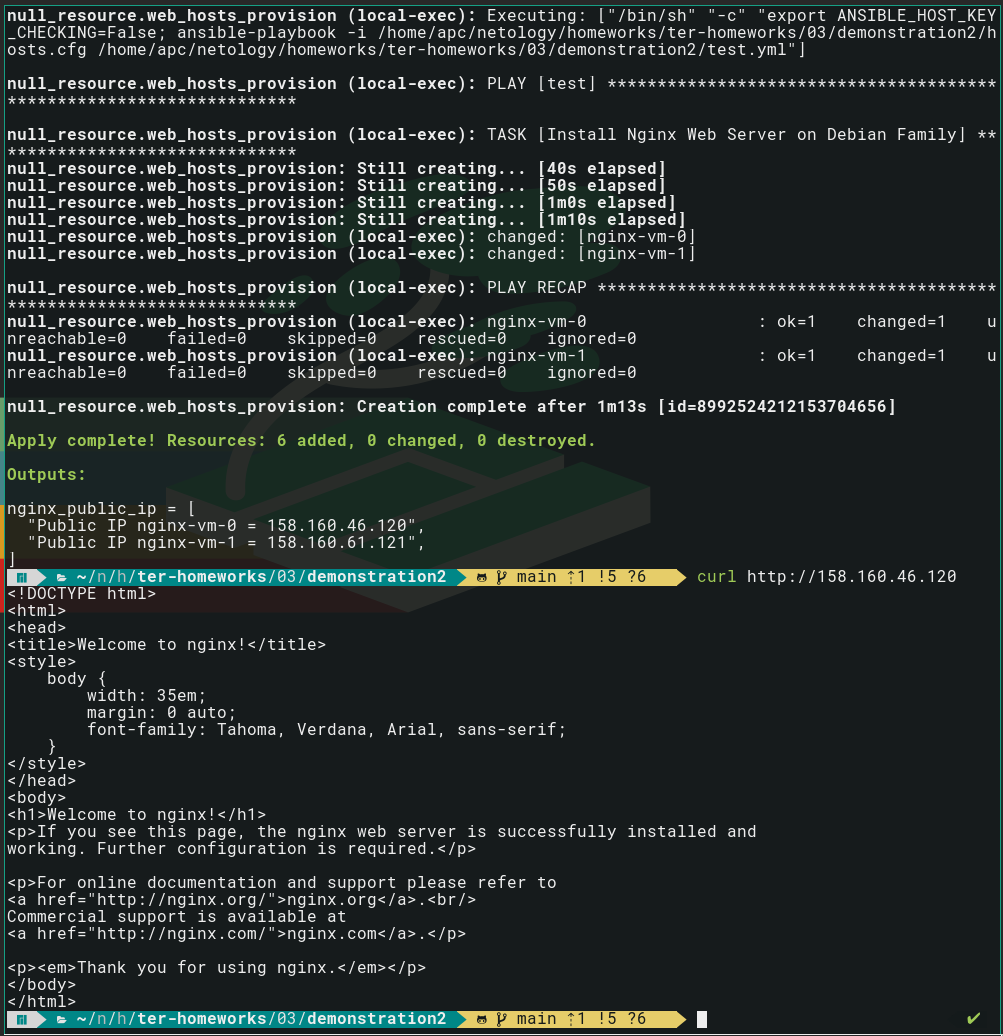 null_resource.web_hosts_provision (local-exec): Executing: ["/bin/sh" "-c" "export ANSIBLE_HOST_KEY
_CHECKING=False; ansible-playbook -i /home/apc/netology/homeworks/ter-homeworks/03/demonstration2/h
osts.cfg /home/apc/netology/homeworks/ter-homeworks/03/demonstration2/test.yml"]
null_resource.web_hosts_provision (local-exec): PLAY [test] ***************************************
*****************************
null_resource.web_hosts_provision (local-exec): TASK [Install Nginx Web Server on Debian Family] **
*****************************
null_resource.web_hosts_provision: Still creating... [40s elapsed]
null_resource.web_hosts_provision: Still creating... [50s elapsed]
null_resource.web_hosts_provision: Still creating... [1m0s elapsed]
null_resource.web_hosts_provision: Still creating... [1m10s elapsed]
null_resource.web_hosts_provision (local-exec): changed: [nginx-vm-0]
null_resource.web_hosts_provision (local-exec): changed: [nginx-vm-1]
null_resource.web_hosts_provision (local-exec): PLAY RECAP ****************************************
*****************************
null_resource.web_hosts_provision (local-exec): nginx-vm-0                 : ok=1    changed=1    u
nreachable=0    failed=0    skipped=0    rescued=0    ignored=0
null_resource.web_hosts_provision (local-exec): nginx-vm-1                 : ok=1    changed=1    u
nreachable=0    failed=0    skipped=0    rescued=0    ignored=0
null_resource.web_hosts_provision: Creation complete after 1m13s [id=8992524212153704656]
Apply complete! Resources: 6 added, 0 changed, 0 destroyed.
Outputs:
nginx_public_ip = [
  "Public IP nginx-vm-0 = 158.160.46.120",
  "Public IP nginx-vm-1 = 158.160.61.121",
]
~/n/h/ter-homeworks/03/demonstration2 main ⇡1 !5 ?6 curl http://158.160.46.120
<!DOCTYPE html>
<html>
<head>
<title>Welcome to nginx!</title>
<style>
    body {
        width: 35em;
        margin: 0 auto;
        font-family: Tahoma, Verdana, Arial, sans-serif;
    }
</style>
</head>
<body>
<h1>Welcome to nginx!</h1>
<p>If you see this page, the nginx web server is successfully installed and
working. Further configuration is required.</p>
<p>For online documentation and support please refer to
<a href="http://nginx.org/">nginx.org</a>.<br/>
Commercial support is available at
<a href="http://nginx.com/">nginx.com</a>.</p>
<p><em>Thank you for using nginx.</em></p>
</body>
</html>
~/n/h/ter-homeworks/03/demonstration2 main ⇡1 !5 ?6 ✔